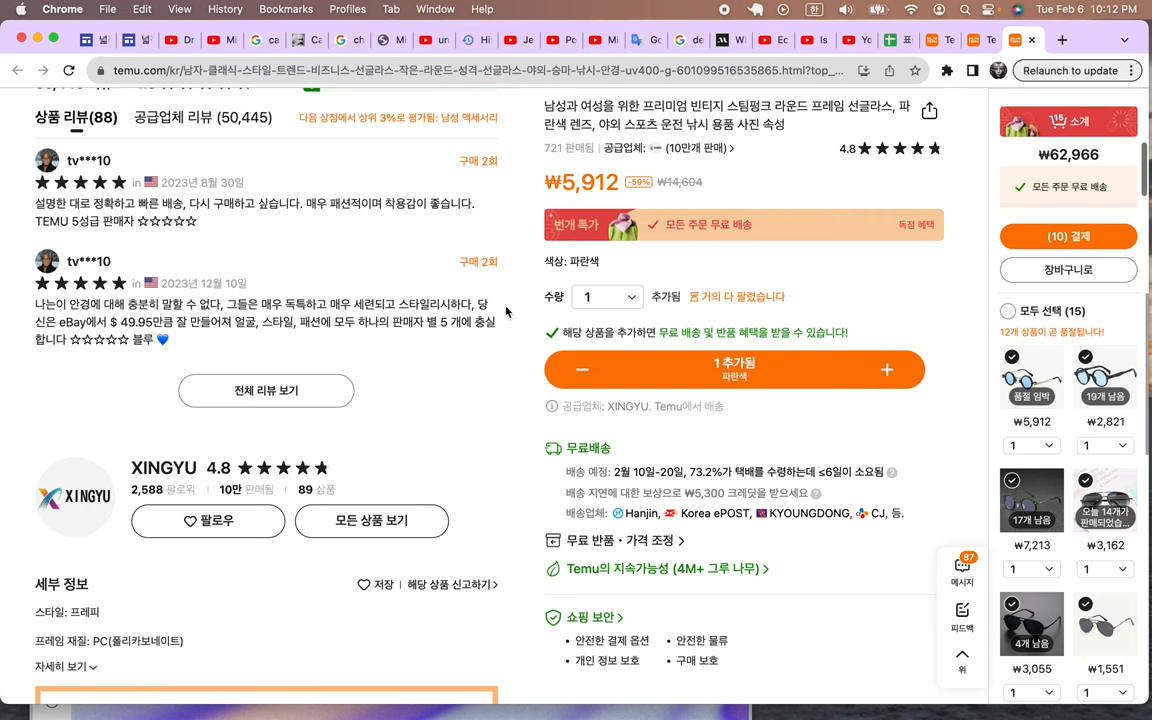 Chrome File Edit View History Bookmarks Profiles Tab Window Help
한 Tue Feb 6 10:12 PM
넣 넣 Dr Mi ca Ca ch Mi un Hi Je Po Mi Go de Wi Ec Is Yo 표 Te Te
temu.com/kr/남자-클래식-스타일-트렌드-비즈니스-선글라스-작은-라운드-성격-선글라스-야외-승마-낚시-안경-uv400-g-601099516535865.html?top_...
Relaunch to update
상품 리뷰(88) 공급업체 리뷰 (50,445) 다음 상점에서 상위 3%로 평가됨: 남성 액세서리
tv***10 구매 2회
in 2023년 8월 30일
설명한 대로 정확하고 빠른 배송, 다시 구매하고 싶습니다. 매우 패션적이며 착용감이 좋습니다.
TEMU 5성급 판매자 ☆☆☆☆☆
tv***10 구매 2회
in 2023년 12월 10일
나는이 안경에 대해 충분히 말할 수 없다, 그들은 매우 독특하고 매우 세련되고 스타일리시하다, 당
신은 eBay에서 $ 49.95만큼 잘 만들어져 얼굴, 스타일, 패션에 모두 하나의 판매자 별 5 개에 충실
합니다 ☆☆☆☆☆ 블루 💙
전체 리뷰 보기
XINGYU
XINGYU 4.8
2,588 팔로워 | 10만 판매됨 | 89 상품
팔로우
모든 상품 보기
세부 정보 저장 | 해당 상품 신고하기 >
스타일: 프레피
프레임 재질: PC(폴리카보네이트)
자세히 보기
남성과 여성을 위한 프리미엄 빈티지 스팀펑크 라운드 프레임 선글라스, 파
란색 렌즈, 야외 스포츠 운전 낚시 용품 사진 속성
721 판매됨 | 공급업체: (10만개 판매) > 4.8
₩5,912 -59% ₩14,604
번개 특가 모든 주문 무료 배송 독점 혜택
색상: 파란색
수량 1 추가됨 거의 다 팔렸습니다
해당 상품을 추가하면 무료 배송 및 반품 혜택을 받을 수 있습니다!
− 1 추가됨 +
파란색
공급업체: XINGYU. Temu에서 배송
무료배송
배송 예정: 2월 10일-20일, 73.2%가 택배를 수령하는데 ≤6일이 소요됨
배송 지연에 대한 보상으로 ₩5,300 크레딧을 받으세요
배송업체: Hanjin, Korea ePOST, KYOUNGDONG, CJ, 등.
무료 반품・가격 조정 >
Temu의 지속가능성 (4M+ 그루 나무) >
쇼핑 보안 >
• 안전한 결제 옵션 • 안전한 물류
• 개인 정보 보호 • 구매 보호
87
메시지
피드백
위
15 소계
₩62,966
모든 주문 무료 배송
(10) 결제
장바구니로
모두 선택 (15)
12개 상품이 곧 품절됩니다!
품절 임박 19개 남음
₩5,912 ₩2,821
1 1
17개 남음 오늘 14개가
판매되었습...
₩7,213 ₩3,162
1 1
4개 남음
₩3,055 ₩1,551
1 1